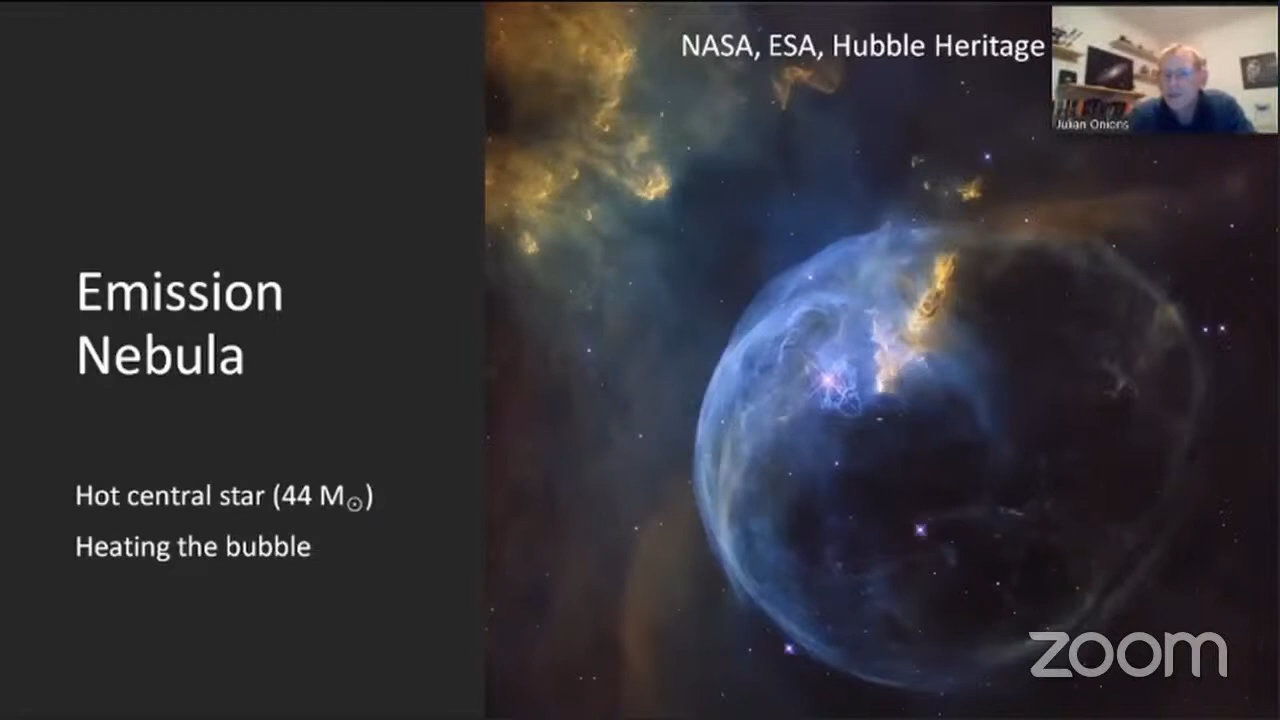 NASA, ESA, Hubble Heritage
Julian Onions
Emission
Nebula
Hot central star (44 M☉)
Heating the bubble
zoom